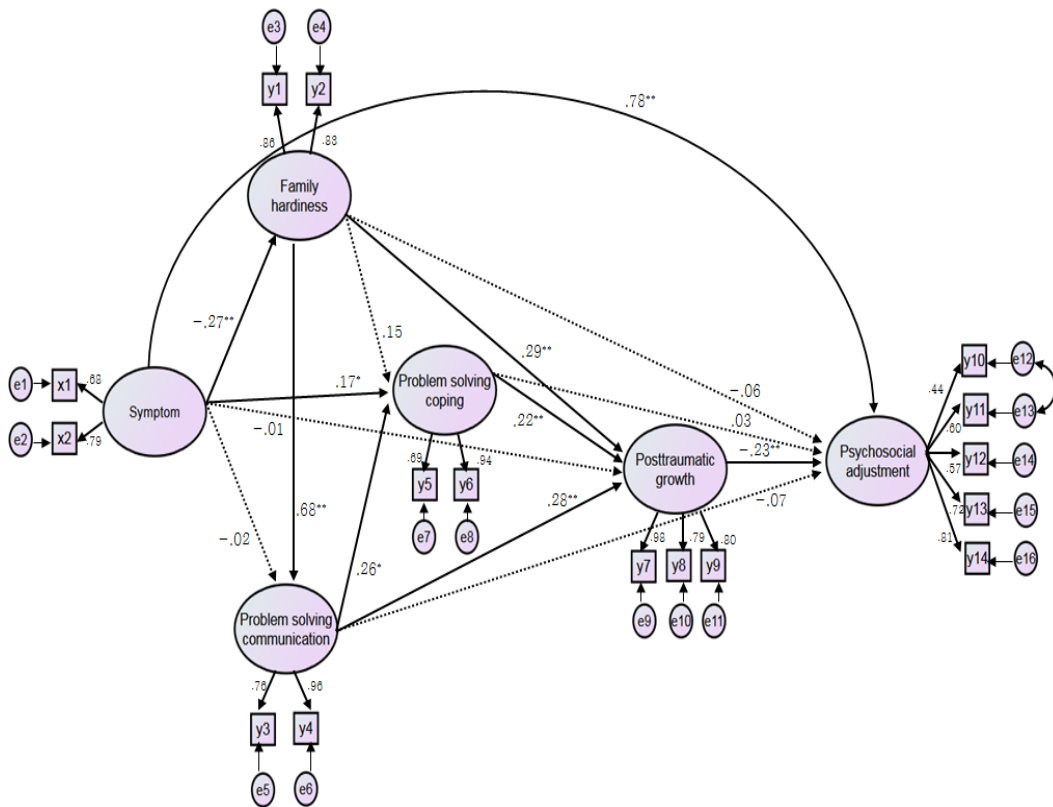 e3
e4
y1
y2
.86
.88
.78**
Family
hardiness
-.27**
.15
.29**
-.06
e1
x1
.68
e2
x2
.79
Symptom
.17*
-.01
Problem solving
coping
.22**
.03
.69
.94
y5
y6
e7
e8
.68**
-.02
.26*
.28**
Posttraumatic
growth
-.23**
-.07
.98
.79
.80
y7
y8
y9
e9
e10
e11
Psychosocial
adjustment
.44
y10
e12
.60
y11
e13
.57
y12
e14
.72
y13
e15
.81
y14
e16
Problem solving
communication
.76
.96
y3
y4
e5
e6